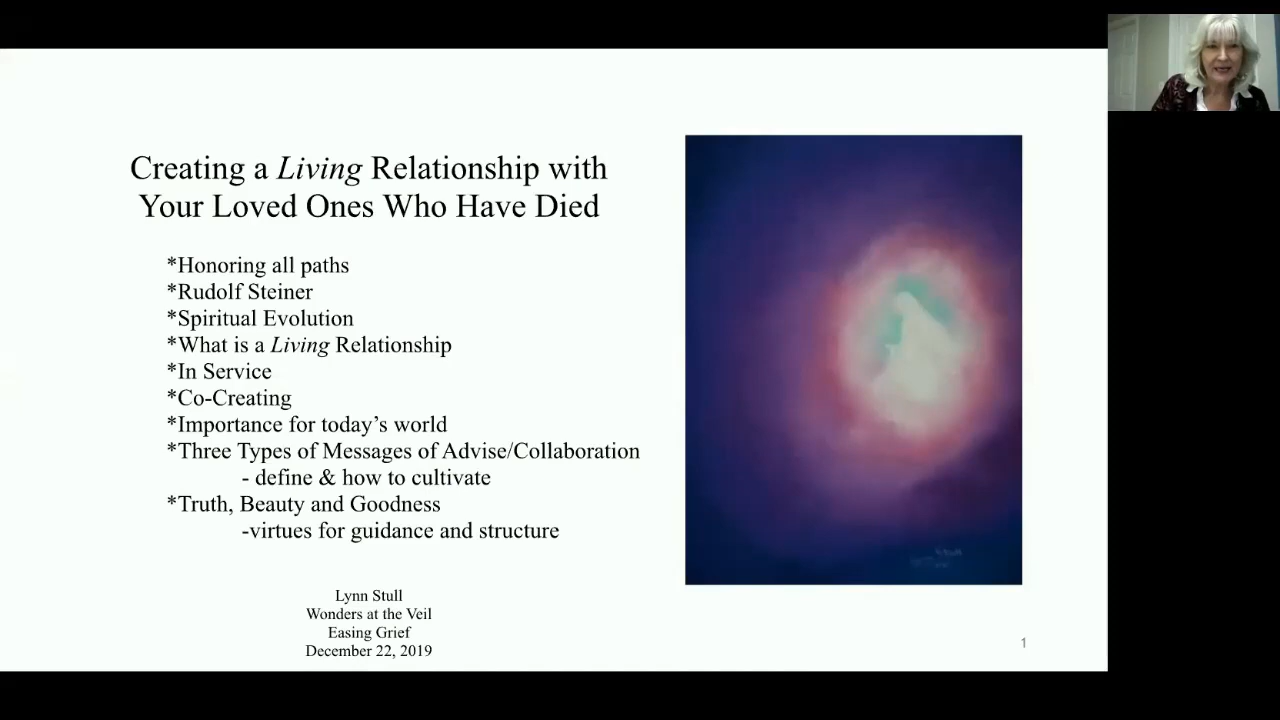 Creating a Living Relationship with
Your Loved Ones Who Have Died
*Honoring all paths
*Rudolf Steiner
*Spiritual Evolution
*What is a Living Relationship
*In Service
*Co-Creating
*Importance for today’s world
*Three Types of Messages of Advise/Collaboration
- define & how to cultivate
*Truth, Beauty and Goodness
-virtues for guidance and structure
Lynn Stull
Wonders at the Veil
Easing Grief
December 22, 2019
1